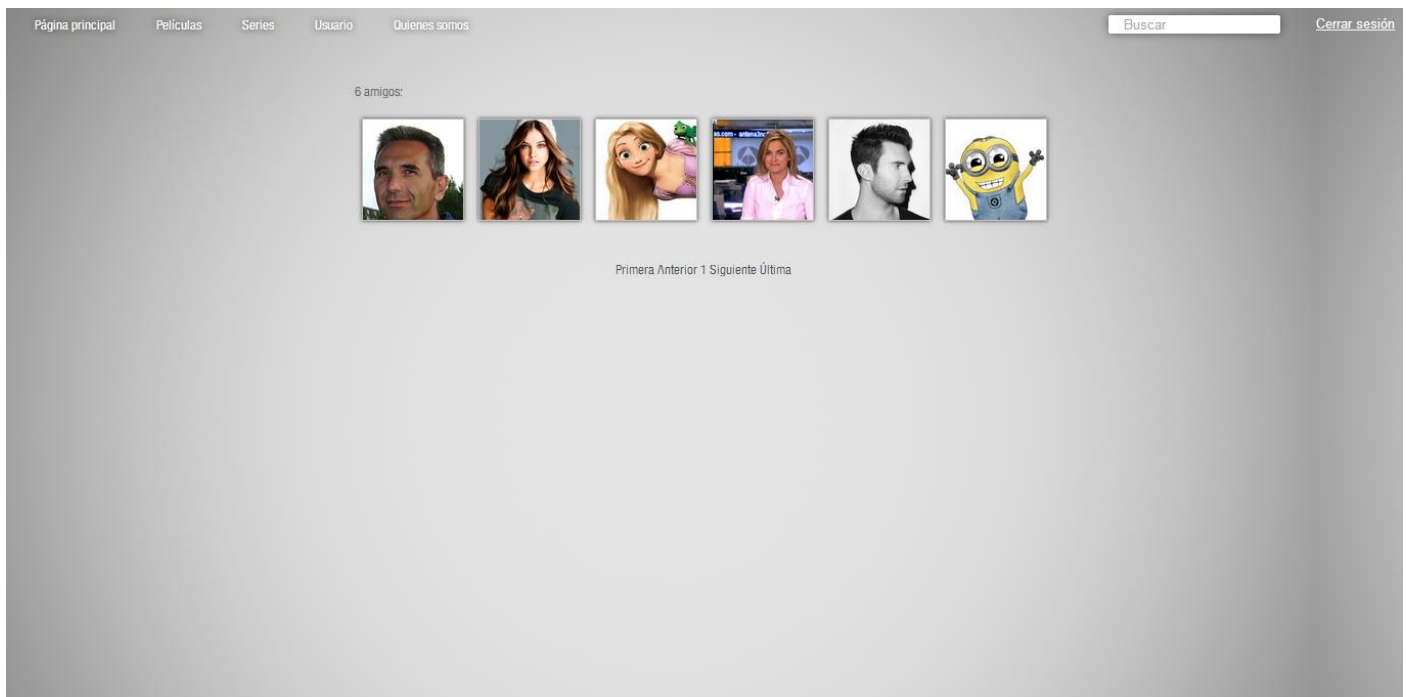 Página principal Películas Series Usuario Quienes somos Buscar Cerrar sesión
6 amigos:
Primera Anterior 1 Siguiente Última